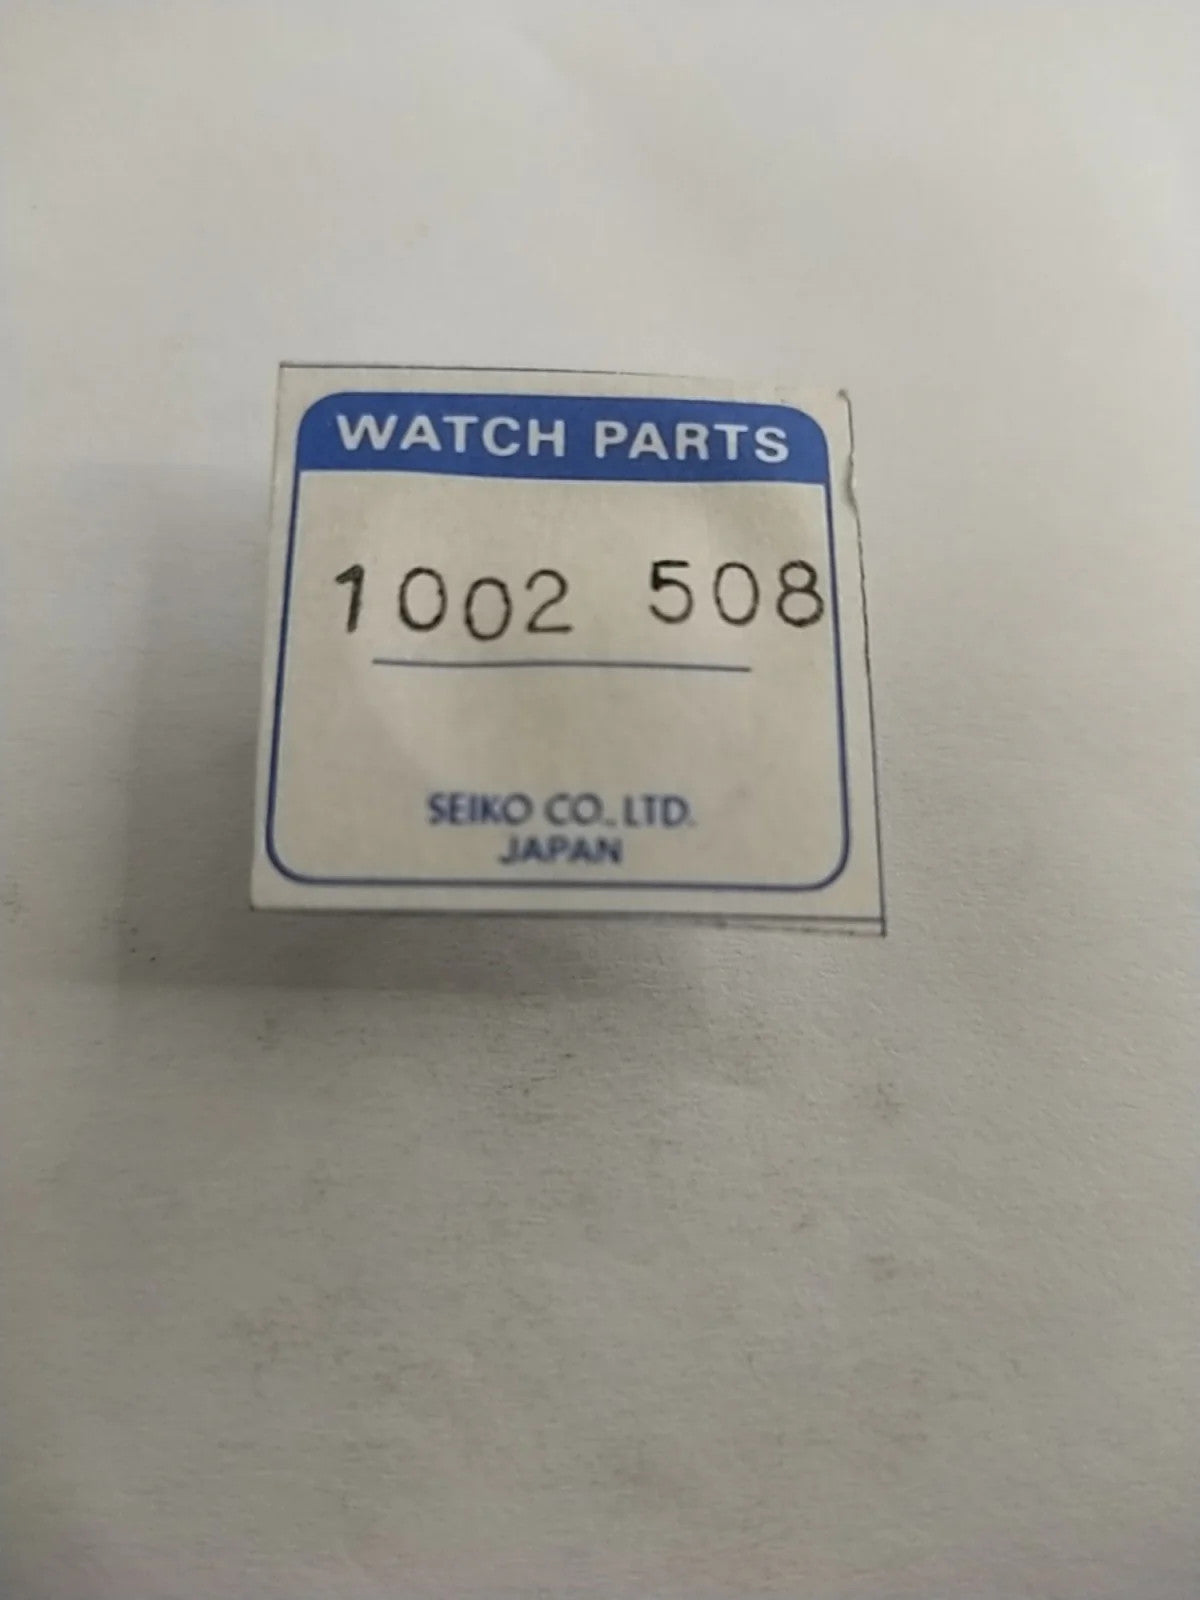 WATCH PARTS
1002 508
SEIKO CO., LTD.
JAPAN